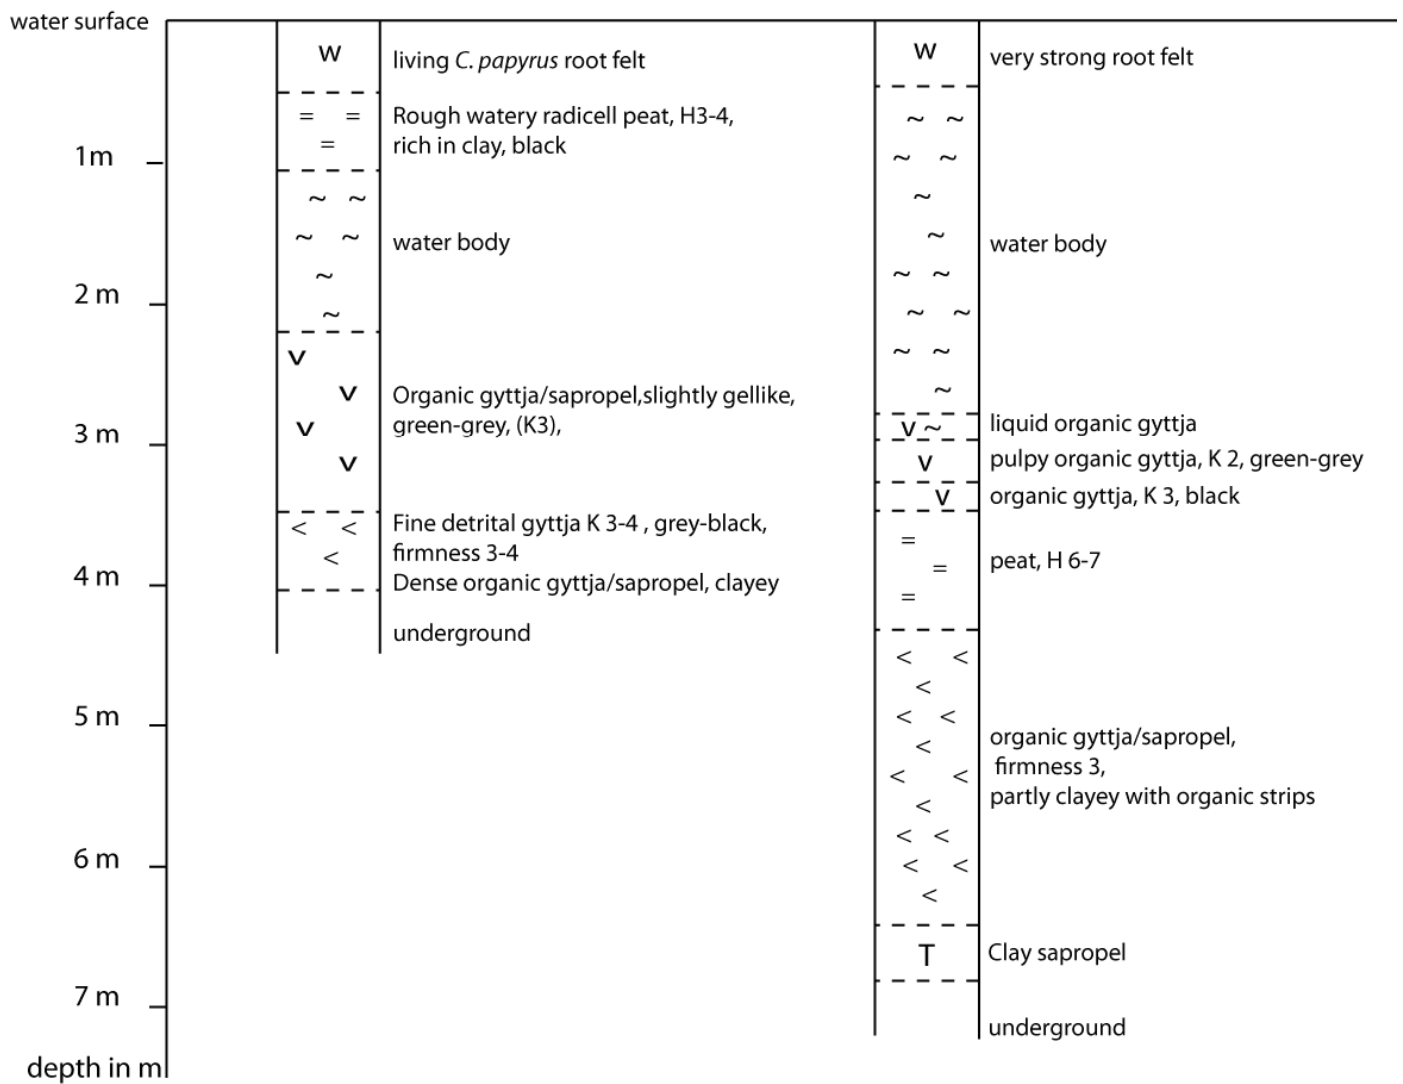 water surface
W
living C. papyrus root felt
= =
Rough watery radicell peat, H3-4,
=
rich in clay, black
~ ~
~ ~
water body
~
~
v
v
Organic gyttja/sapropel,slightly gellike,
v
green-grey, (K3),
v
< <
Fine detrital gyttja K 3-4 , grey-black,
<
firmness 3-4
Dense organic gyttja/sapropel, clayey
underground
W
very strong root felt
~ ~
~ ~
~
~
water body
~ ~
~ ~
~ ~
~
v ~
liquid organic gyttja
v
pulpy organic gyttja, K 2, green-grey
v
organic gyttja, K 3, black
=
=
peat, H 6-7
=
< <
<
< <
<
organic gyttja/sapropel,
< <
firmness 3,
<
partly clayey with organic strips
< <
< <
<
T
Clay sapropel
underground
1m
2 m
3 m
4 m
5 m
6 m
7 m
depth in m